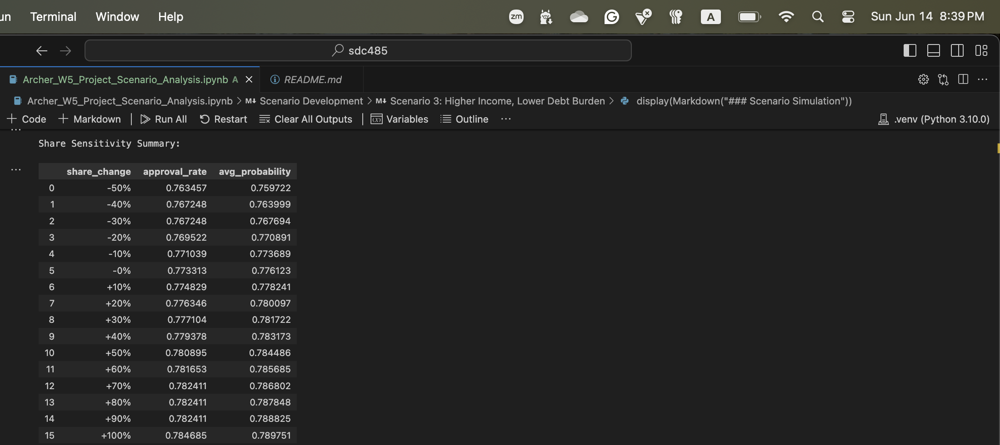 un Terminal Window Help zm A Sun Jun 14 8:39 PM
sdc485
Archer_W5_Project_Scenario_Analysis.ipynb A README.md
Archer_W5_Project_Scenario_Analysis.ipynb > M↓ Scenario Development > M↓ Scenario 3: Higher Income, Lower Debt Burden > display(Markdown("### Scenario Simulation"))
+ Code + Markdown | Run All Restart Clear All Outputs | (x) Variables Outline ... .venv (Python 3.10.0)
Share Sensitivity Summary:
share_change approval_rate avg_probability
0 -50% 0.763457 0.759722
1 -40% 0.767248 0.763999
2 -30% 0.767248 0.767694
3 -20% 0.769522 0.770891
4 -10% 0.771039 0.773689
5 -0% 0.773313 0.776123
6 +10% 0.774829 0.778241
7 +20% 0.776346 0.780097
8 +30% 0.777104 0.781722
9 +40% 0.779378 0.783173
10 +50% 0.780895 0.784486
11 +60% 0.781653 0.785685
12 +70% 0.782411 0.786802
13 +80% 0.782411 0.787848
14 +90% 0.782411 0.788825
15 +100% 0.784685 0.789751